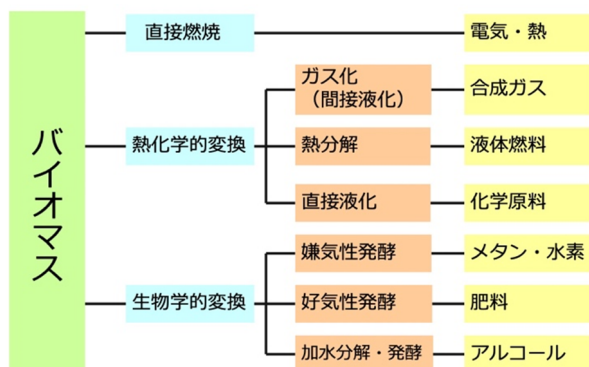 バイオマス
直接燃焼
電気・熱
熱化学的変換
ガス化
（間接液化）
合成ガス
熱分解
液体燃料
直接液化
化学原料
生物学的変換
嫌気性発酵
メタン・水素
好気性発酵
肥料
加水分解・発酵
アルコール